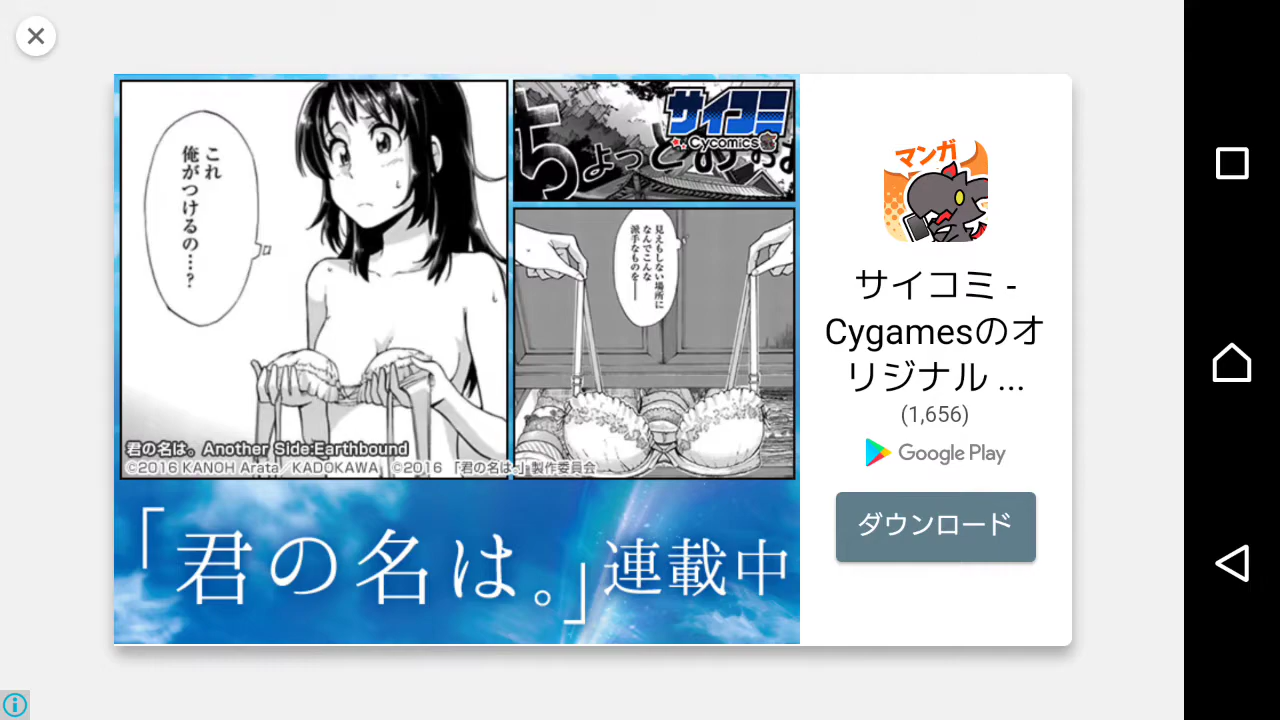 これ
俺がつけるの…?
サイコミ
Cycomics
ちょっと
見えもしない場所に
なんでこんな
派手なものを――
君の名は。Another Side:Earthbound
©2016 KANOH Arata／KADOKAWA ©2016 「君の名は。」製作委員会
「君の名は。」連載中
マンガ
サイコミ -
Cygamesのオ
リジナル ...
(1,656)
Google Play
ダウンロード